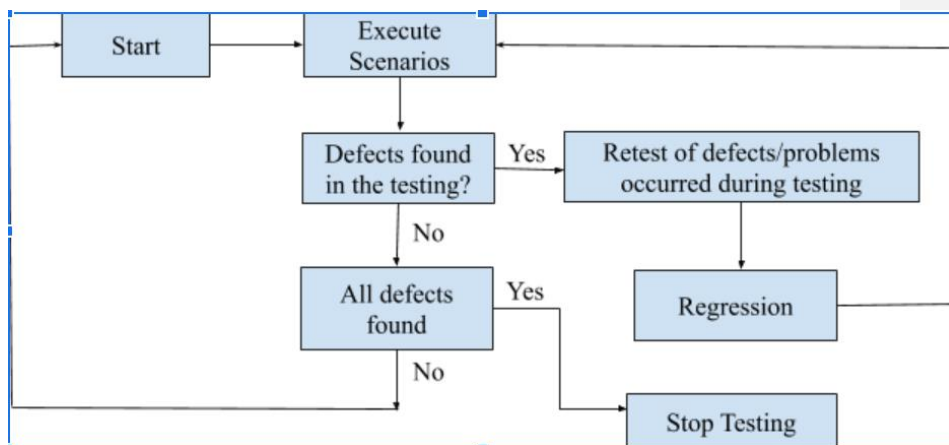 Start
Execute
Scenarios
Defects found
in the testing?
Yes
Retest of defects/problems
occurred during testing
No
All defects
found
Yes
Regression
No
Stop Testing